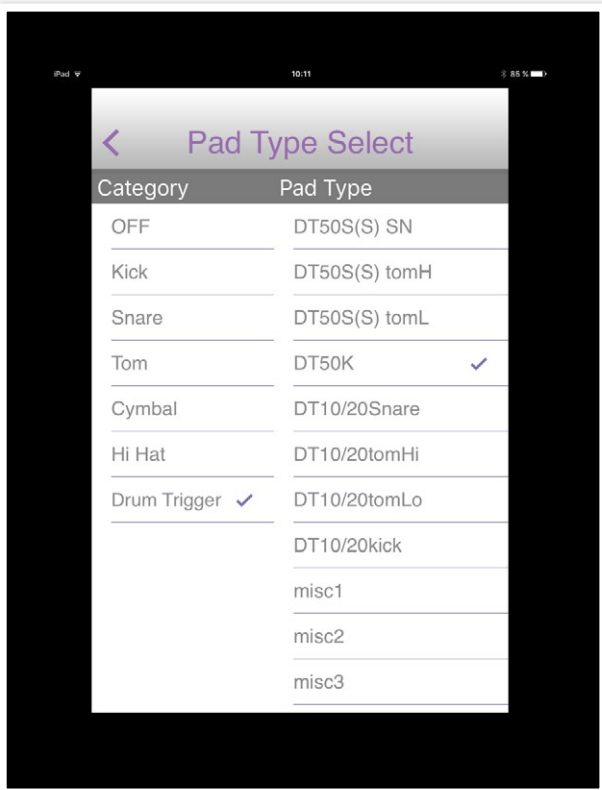 iPad 10:11 85 %
Pad Type Select
Category Pad Type
OFF DT50S(S) SN
Kick DT50S(S) tomH
Snare DT50S(S) tomL
Tom DT50K
Cymbal DT10/20Snare
Hi Hat DT10/20tomHi
Drum Trigger DT10/20tomLo
DT10/20kick
misc1
misc2
misc3